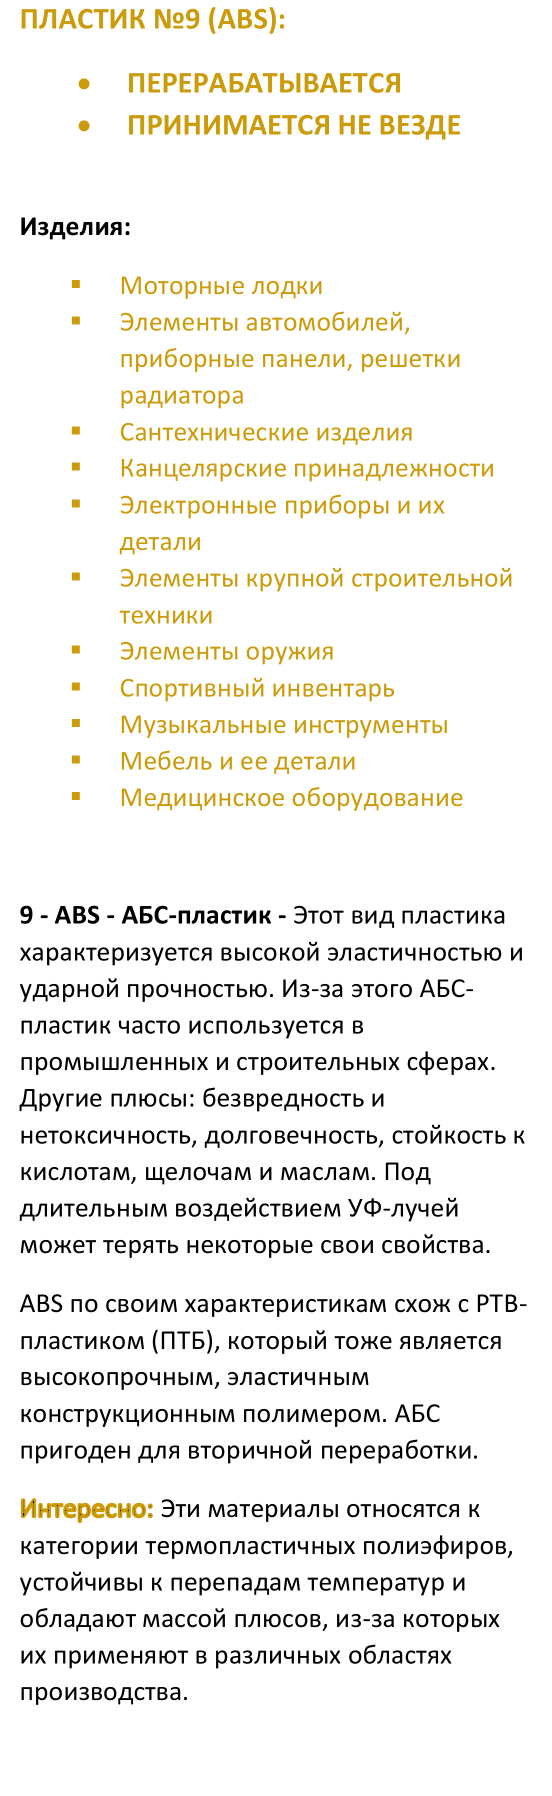 ПЛАСТИК №9 (ABS):
• ПЕРЕРАБАТЫВАЕТСЯ
• ПРИНИМАЕТСЯ НЕ ВЕЗДЕ
Изделия:
▪ Моторные лодки
▪ Элементы автомобилей,
приборные панели, решетки
радиатора
▪ Сантехнические изделия
▪ Канцелярские принадлежности
▪ Электронные приборы и их
детали
▪ Элементы крупной строительной
техники
▪ Элементы оружия
▪ Спортивный инвентарь
▪ Музыкальные инструменты
▪ Мебель и ее детали
▪ Медицинское оборудование
9 - ABS - АБС-пластик - Этот вид пластика
характеризуется высокой эластичностью и
ударной прочностью. Из-за этого АБС-
пластик часто используется в
промышленных и строительных сферах.
Другие плюсы: безвредность и
нетоксичность, долговечность, стойкость к
кислотам, щелочам и маслам. Под
длительным воздействием УФ-лучей
может терять некоторые свои свойства.
ABS по своим характеристикам схож с PTB-
пластиком (ПТБ), который тоже является
высокопрочным, эластичным
конструкционным полимером. АБС
пригоден для вторичной переработки.
Интересно: Эти материалы относятся к
категории термопластичных полиэфиров,
устойчивы к перепадам температур и
обладают массой плюсов, из-за которых
их применяют в различных областях
производства.